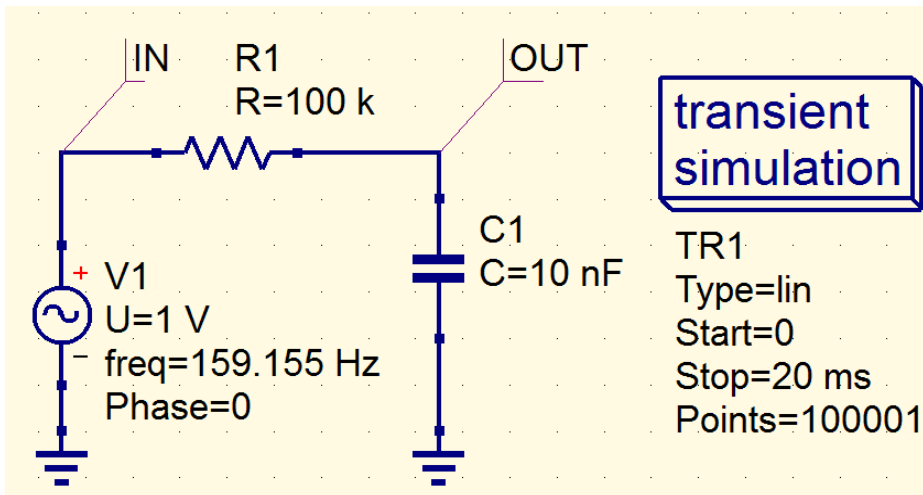 IN
R1
R=100 k
OUT
transient
simulation
C1
C=10 nF
+
V1
U=1 V
−
freq=159.155 Hz
Phase=0
TR1
Type=lin
Start=0
Stop=20 ms
Points=100001